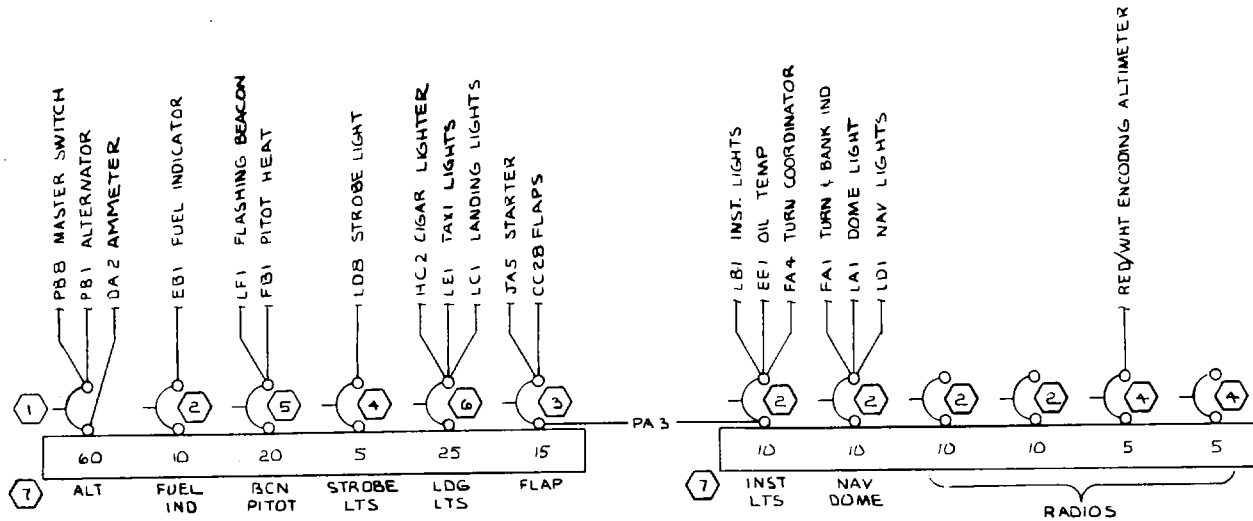 PBB MASTER SWITCH
PB1 ALTERNATOR
DA2 AMMETER
EB1 FUEL INDICATOR
LF1 FLASHING BEACON
FB1 PITOT HEAT
LDB STROBE LIGHT
HC2 CIGAR LIGHTER
LE1 TAXI LIGHTS
LC1 LANDING LIGHTS
JA5 STARTER
CC2B FLAPS
LB1 INST. LIGHTS
EE1 OIL TEMP
FA4 TURN COORDINATOR
FA1 TURN & BANK IND
LA1 DOME LIGHT
LD1 NAV LIGHTS
RED/WHT ENCODING ALTIMETER
1 2 5 4 6 3 2 2 2 2 4 4
PA3
60 10 20 5 25 15 10 10 10 10 5 5
7 ALT FUEL BCN STROBE LDG FLAP 7 INST NAV
IND PITOT LTS LTS LTS DOME
RADIOS